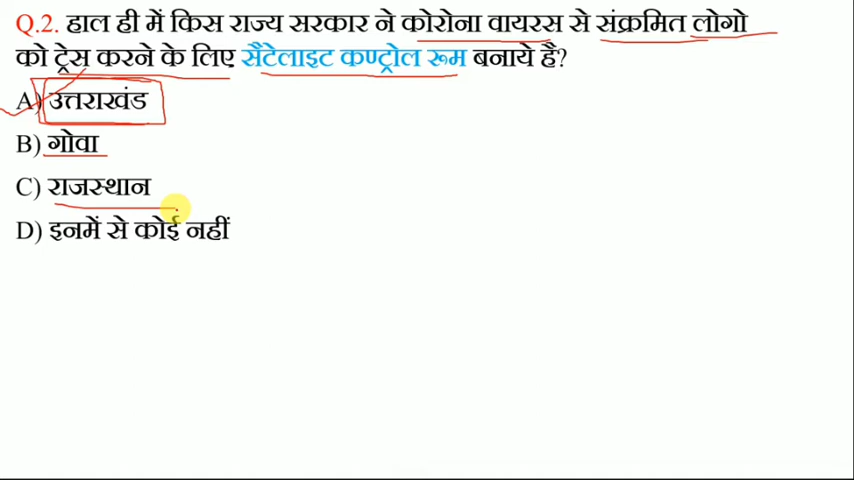 Q.2. हाल ही में किस राज्य सरकार ने कोरोना वायरस से संक्रमित लोगो
को ट्रेस करने के लिए सैटेलाइट कण्ट्रोल रूम बनाये है?
A) उत्तराखंड
B) गोवा
C) राजस्थान
D) इनमें से कोई नहीं